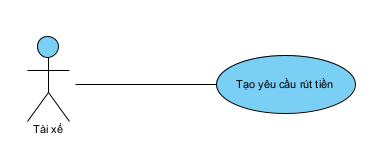 Tạo yêu cầu rút tiền
Tài xế